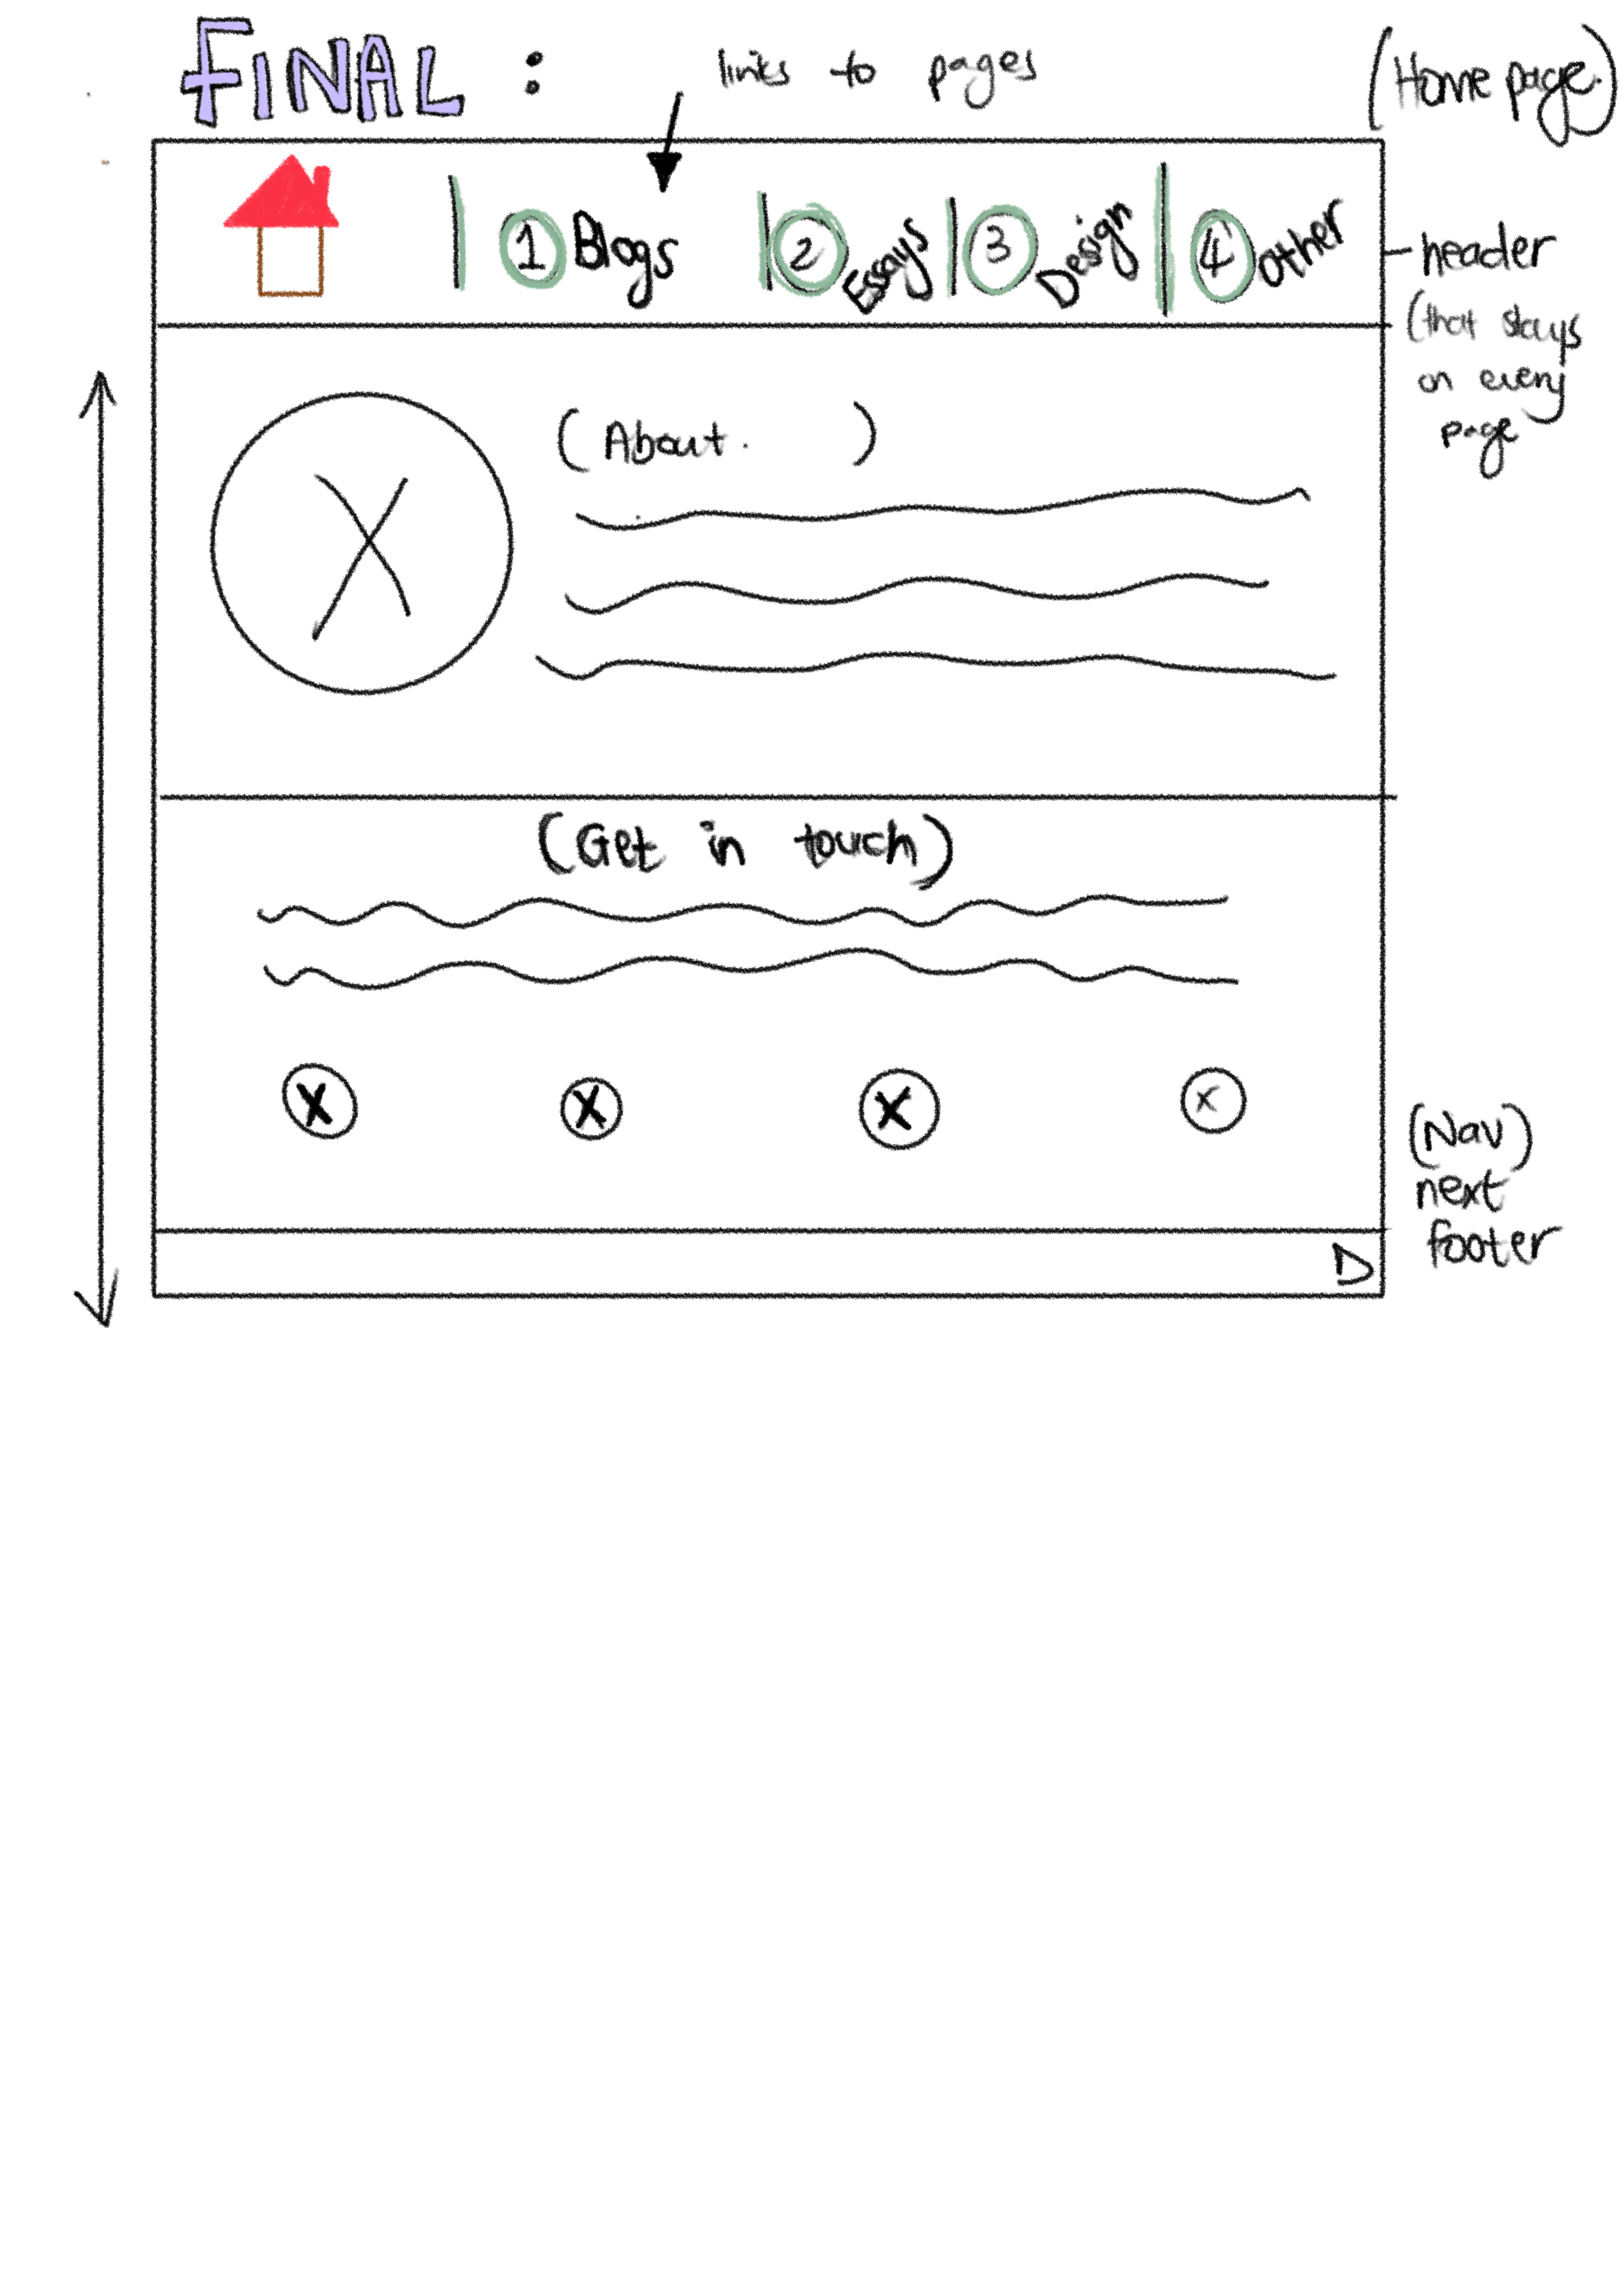 FINAL :
links to pages
(Home page.)
1 Blogs
2 Essays
3 Design
4 Other
header
(that stays
on every
page
(About. )
(Get in touch)
X X X X
(Nav)
next
footer